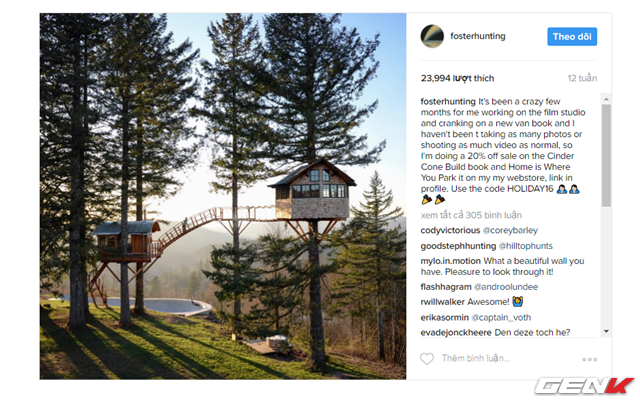 fosterhunting
Theo dõi
23,994 lượt thích
12 tuần
fosterhunting It's been a crazy few
months for me working on the film studio
and cranking on a new van book and I
haven't been t taking as many photos or
shooting as much video as normal, so
I'm doing a 20% off sale on the Cinder
Cone Build book and Home is Where
You Park it on my my webstore, link in
profile. Use the code HOLIDAY16
xem tất cả 305 bình luận
codyvictorious @coreybarley
goodstephhunting @hilltophunts
mylo.in.motion What a beautiful wall you
have. Pleasure to look through it!
flashhagram @androolundee
rwillwalker Awesome!
erikasormin @captain_voth
evadejonckheere Den deze toch he?
Thêm bình luận...
GENK